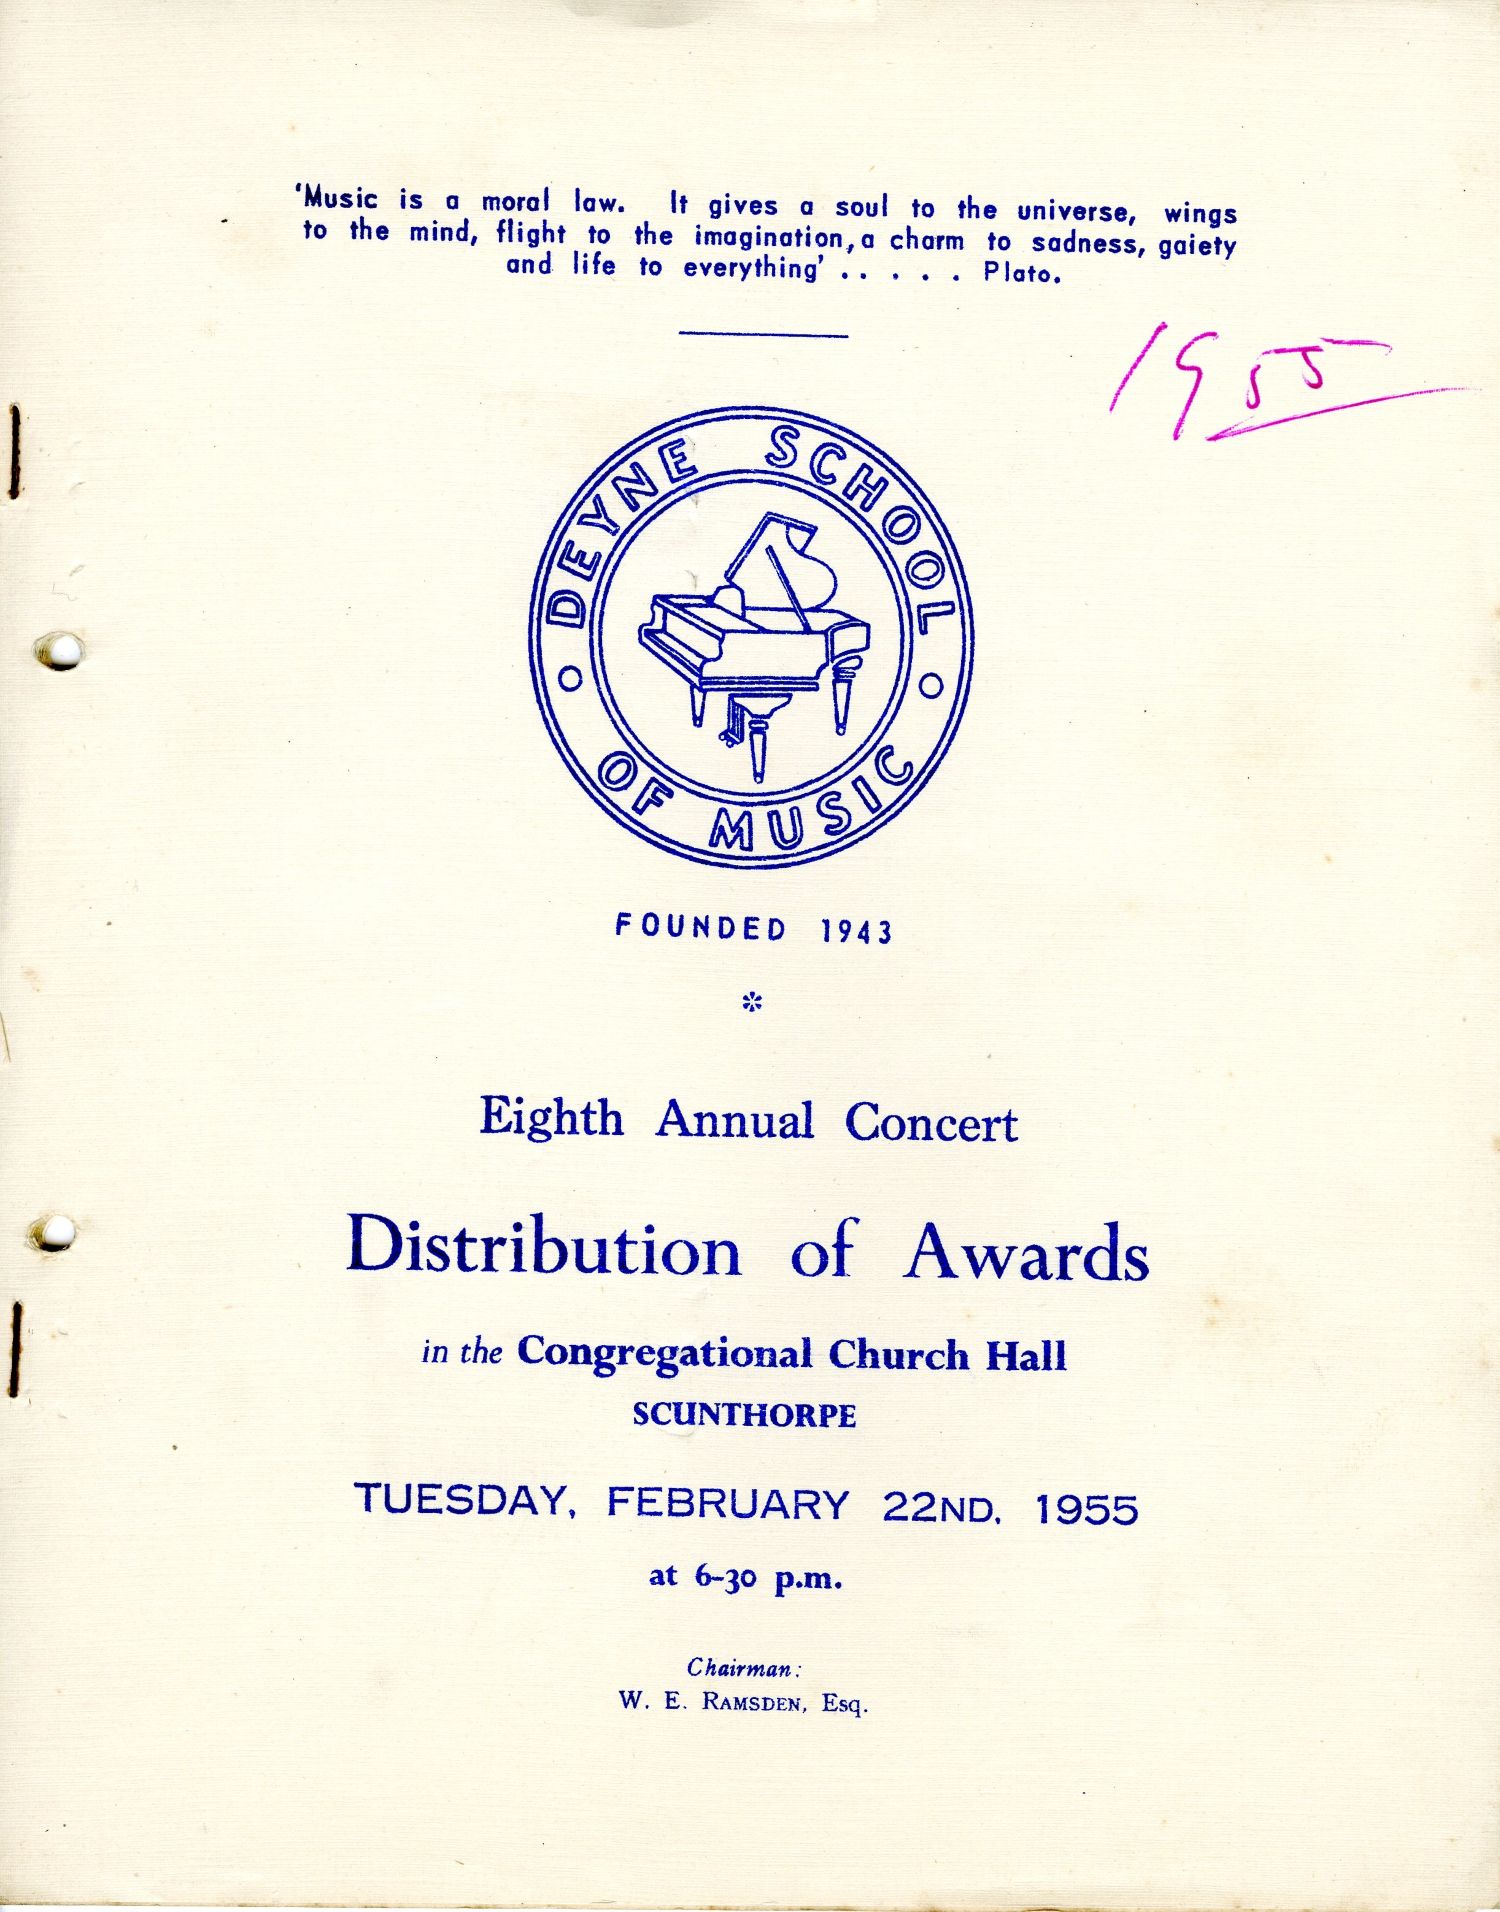 'Music is a moral law. It gives a soul to the universe, wings
to the mind, flight to the imagination, a charm to sadness, gaiety
and life to everything' . . . . . Plato.
1955
DEYNE SCHOOL
OF MUSIC
FOUNDED 1943
*
Eighth Annual Concert
Distribution of Awards
in the Congregational Church Hall
SCUNTHORPE
TUESDAY, FEBRUARY 22ND, 1955
at 6-30 p.m.
Chairman:
W. E. RAMSDEN, Esq.